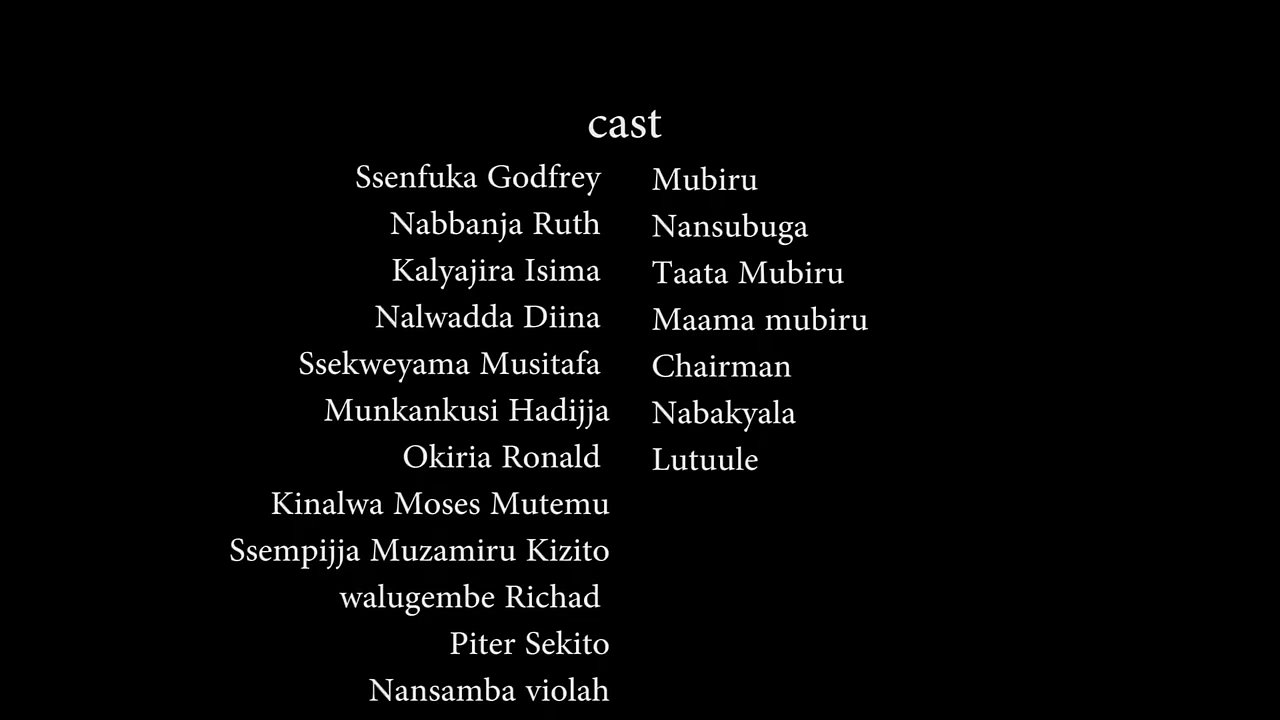 cast
Ssenfuka Godfrey Mubiru
Nabbanja Ruth Nansubuga
Kalyajira Isima Taata Mubiru
Nalwadda Diina Maama mubiru
Ssekweyama Musitafa Chairman
Munkankusi Hadijja Nabakyala
Okiria Ronald Lutuule
Kinalwa Moses Mutemu
Ssempijja Muzamiru Kizito
walugembe Richad
Piter Sekito
Nansamba violah